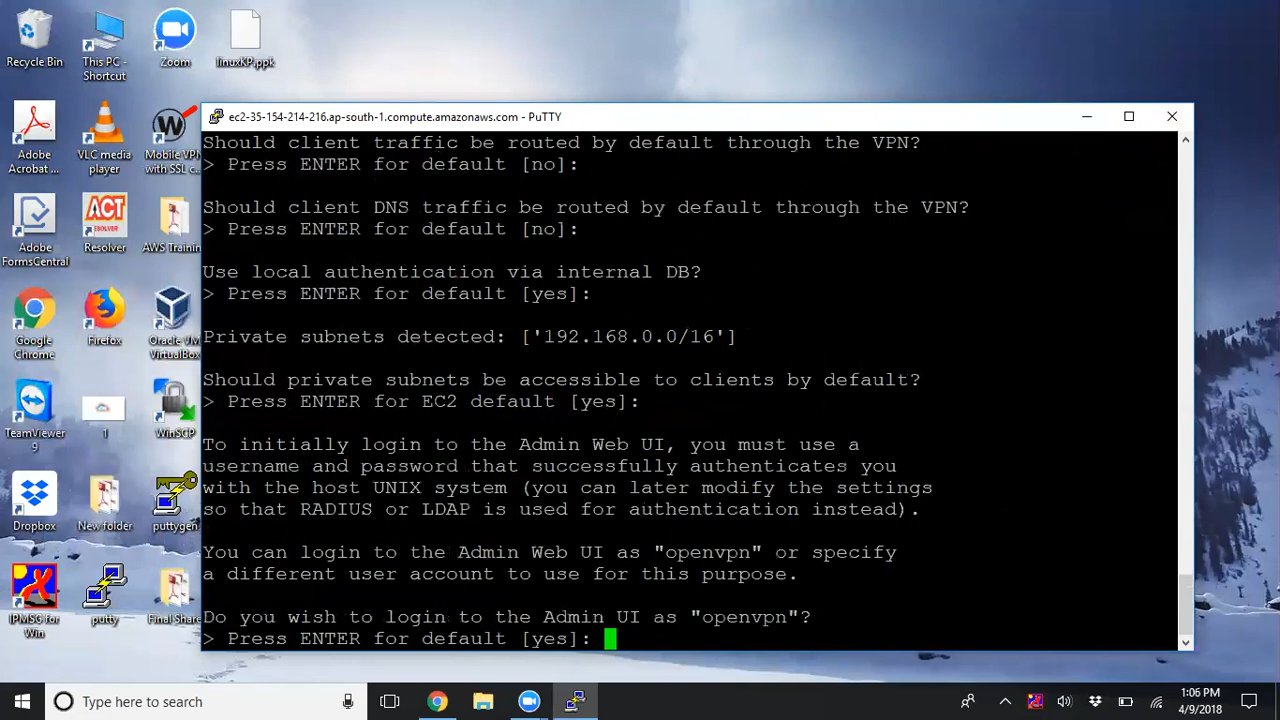 Recycle Bin
This PC -
Shortcut
Zoom
linuxKP.ppk
Adobe
Acrobat ...
VLC media
player
Mobile VPN
with SSL c...
Adobe
FormsCentral
ACT
RESOLVER
Resolver
AWS Trainin
Google
Chrome
Firefox
Oracle VM
VirtualBox
TeamViewer
9
1
WinSCP
Dropbox
New folder
puttygen
IPMSG for
Win
putty
Final Share
ec2-35-154-214-216.ap-south-1.compute.amazonaws.com - PuTTY
Should client traffic be routed by default through the VPN?
> Press ENTER for default [no]:
Should client DNS traffic be routed by default through the VPN?
> Press ENTER for default [no]:
Use local authentication via internal DB?
> Press ENTER for default [yes]:
Private subnets detected: ['192.168.0.0/16']
Should private subnets be accessible to clients by default?
> Press ENTER for EC2 default [yes]:
To initially login to the Admin Web UI, you must use a
username and password that successfully authenticates you
with the host UNIX system (you can later modify the settings
so that RADIUS or LDAP is used for authentication instead).
You can login to the Admin Web UI as "openvpn" or specify
a different user account to use for this purpose.
Do you wish to login to the Admin UI as "openvpn"?
> Press ENTER for default [yes]:
Type here to search
1:06 PM
4/9/2018